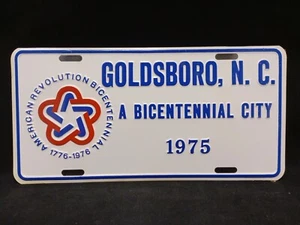 GOLDSBORO, N. C.
AMERICAN REVOLUTION BICENTENNIAL
1776-1976
A BICENTENNIAL CITY
1975